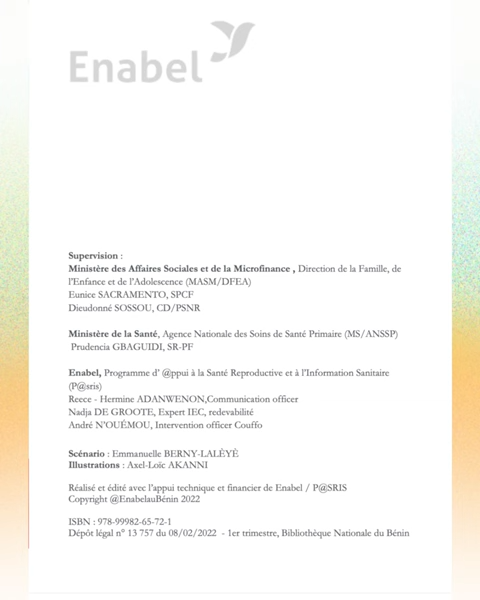 Enabel
Supervision :
Ministère des Affaires Sociales et de la Microfinance , Direction de la Famille, de
l'Enfance et de l'Adolescence (MASM/DFEA)
Eunice SACRAMENTO, SPCF
Dieudonné SOSSOU, CD/PSNR
Ministère de la Santé, Agence Nationale des Soins de Santé Primaire (MS/ANSSP)
Prudencia GBAGUIDI, SR-PF
Enabel, Programme d' @ppui à la Santé Reproductive et à l'Information Sanitaire
(P@sris)
Reece - Hermine ADANWENON,Communication officer
Nadja DE GROOTE, Expert IEC, redevabilité
André N'OUÉMOU, Intervention officer Couffo
Scénario : Emmanuelle BERNY-LALÈYÊ
Illustrations : Axel-Loïc AKANNI
Réalisé et édité avec l'appui technique et financier de Enabel / P@SRIS
Copyright @EnabelauBénin 2022
ISBN : 978-99982-65-72-1
Dépôt légal n° 13 757 du 08/02/2022 - 1er trimestre, Bibliothèque Nationale du Bénin